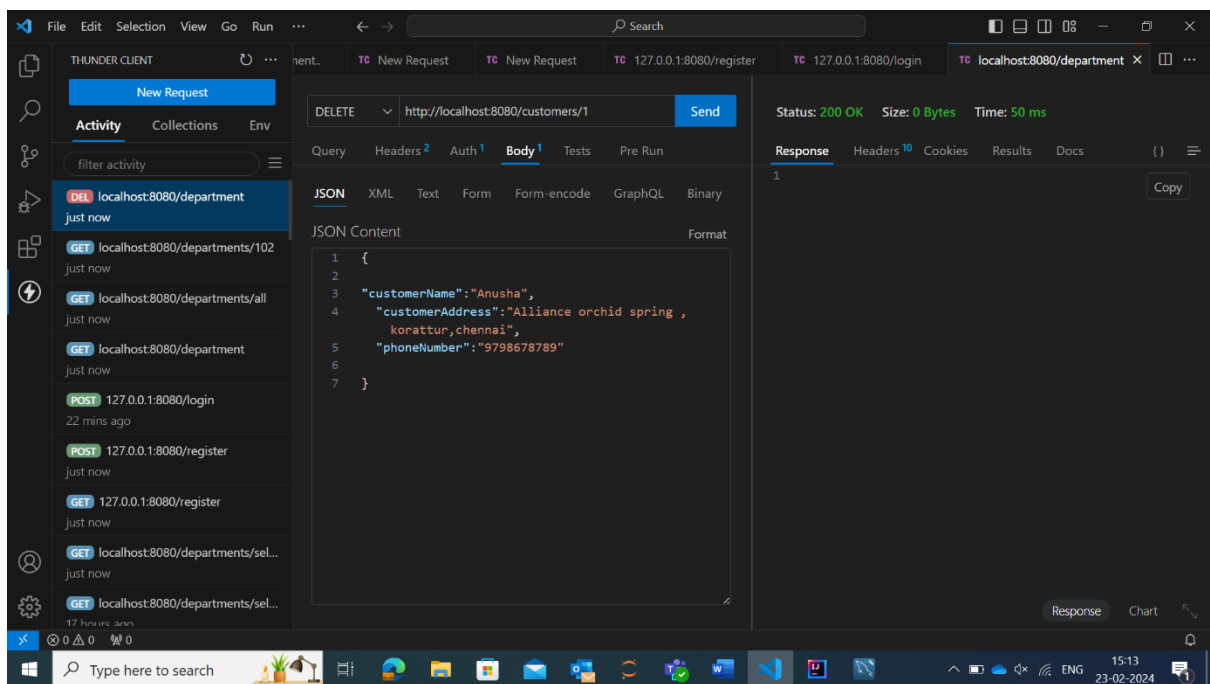 File Edit Selection View Go Run ··· Search
THUNDER CLIENT
nent.. TC New Request TC New Request TC 127.0.0.1:8080/register TC 127.0.0.1:8080/login TC localhost:8080/department
New Request
Activity Collections Env
filter activity
DEL localhost:8080/department
just now
GET localhost:8080/departments/102
just now
GET localhost:8080/departments/all
just now
GET localhost:8080/department
just now
POST 127.0.0.1:8080/login
22 mins ago
POST 127.0.0.1:8080/register
just now
GET 127.0.0.1:8080/register
just now
GET localhost:8080/departments/sel...
just now
GET localhost:8080/departments/sel...
17 hours ago
DELETE http://localhost:8080/customers/1 Send
Query Headers 2 Auth 1 Body 1 Tests Pre Run
JSON XML Text Form Form-encode GraphQL Binary
JSON Content Format
1 {
2
3 "customerName":"Anusha",
4 "customerAddress":"Alliance orchid spring ,
korattur,chennai",
5 "phoneNumber":"9798678789"
6
7 }
Status: 200 OK Size: 0 Bytes Time: 50 ms
Response Headers 10 Cookies Results Docs {}
1
Copy
Response Chart
0 0 0
Type here to search
ENG
15:13
23-02-2024
1